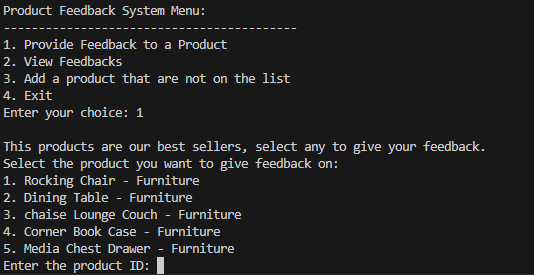 Product Feedback System Menu:
-----------------------------------------
1. Provide Feedback to a Product
2. View Feedbacks
3. Add a product that are not on the list
4. Exit
Enter your choice: 1
This products are our best sellers, select any to give your feedback.
Select the product you want to give feedback on:
1. Rocking Chair - Furniture
2. Dining Table - Furniture
3. chaise Lounge Couch - Furniture
4. Corner Book Case - Furniture
5. Media Chest Drawer - Furniture
Enter the product ID: